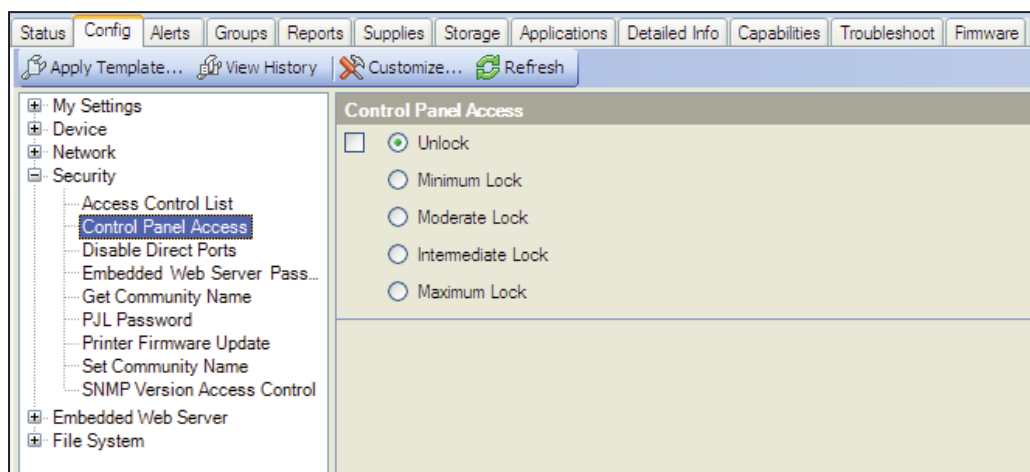 Status Config Alerts Groups Reports Supplies Storage Applications Detailed Info Capabilities Troubleshoot Firmware
Apply Template... View History Customize... Refresh
My Settings
Device
Network
Security
Access Control List
Control Panel Access
Disable Direct Ports
Embedded Web Server Pass...
Get Community Name
PJL Password
Printer Firmware Update
Set Community Name
SNMP Version Access Control
Embedded Web Server
File System
Control Panel Access
Unlock
Minimum Lock
Moderate Lock
Intermediate Lock
Maximum Lock